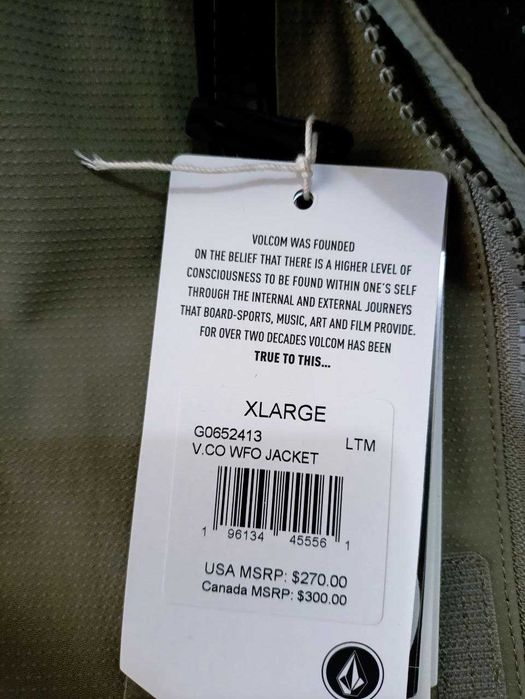 VOLCOM WAS FOUNDED
ON THE BELIEF THAT THERE IS A HIGHER LEVEL OF
CONSCIOUSNESS TO BE FOUND WITHIN ONE'S SELF
THROUGH THE INTERNAL AND EXTERNAL JOURNEYS
THAT BOARD-SPORTS, MUSIC, ART AND FILM PROVIDE.
FOR OVER TWO DECADES VOLCOM HAS BEEN
TRUE TO THIS...
XLARGE
G0652413 LTM
V.CO WFO JACKET
1 96134 45556 1
USA MSRP: $270.00
Canada MSRP: $300.00